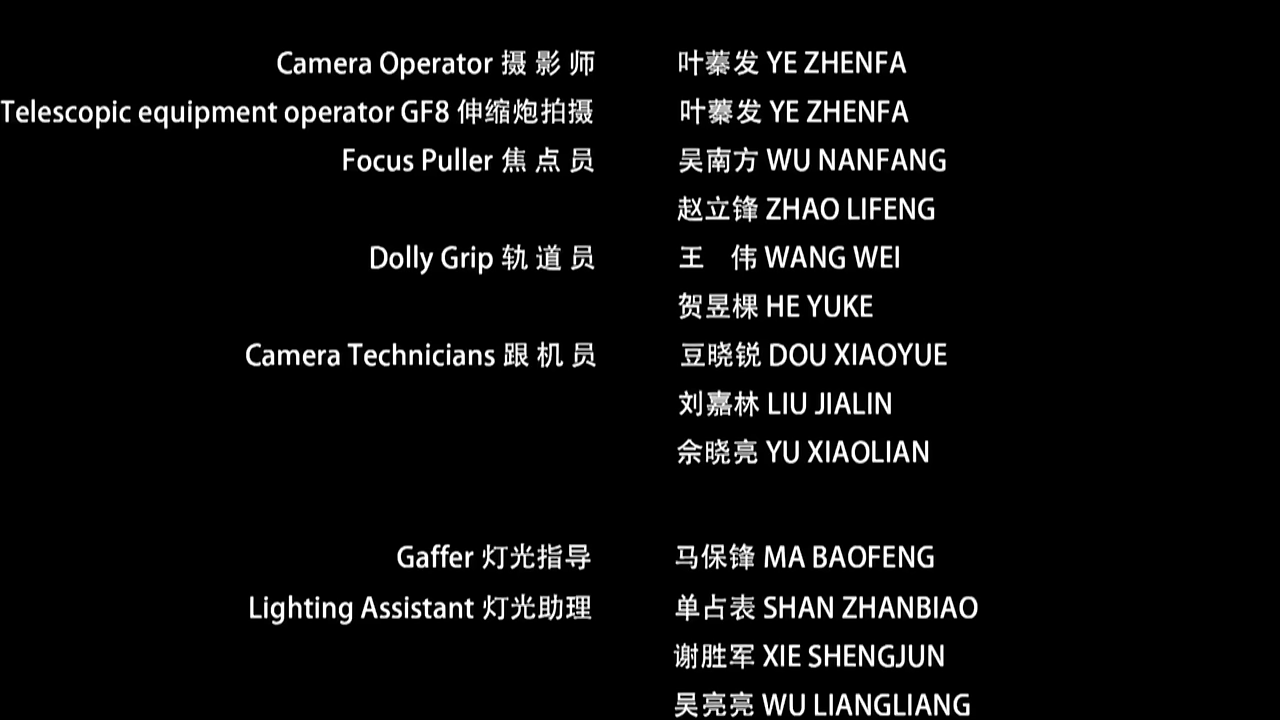 Camera Operator 摄 影 师 叶蓁发 YE ZHENFA
Telescopic equipment operator GF8 伸缩炮拍摄 叶蓁发 YE ZHENFA
Focus Puller 焦 点 员 吴南方 WU NANFANG
赵立锋 ZHAO LIFENG
Dolly Grip 轨 道 员 王 伟 WANG WEI
贺昱棵 HE YUKE
Camera Technicians 跟 机 员 豆晓锐 DOU XIAOYUE
刘嘉林 LIU JIALIN
佘晓亮 YU XIAOLIAN
Gaffer 灯光指导 马保锋 MA BAOFENG
Lighting Assistant 灯光助理 单占表 SHAN ZHANBIAO
谢胜军 XIE SHENGJUN
吴亮亮 WU LIANGLIANG